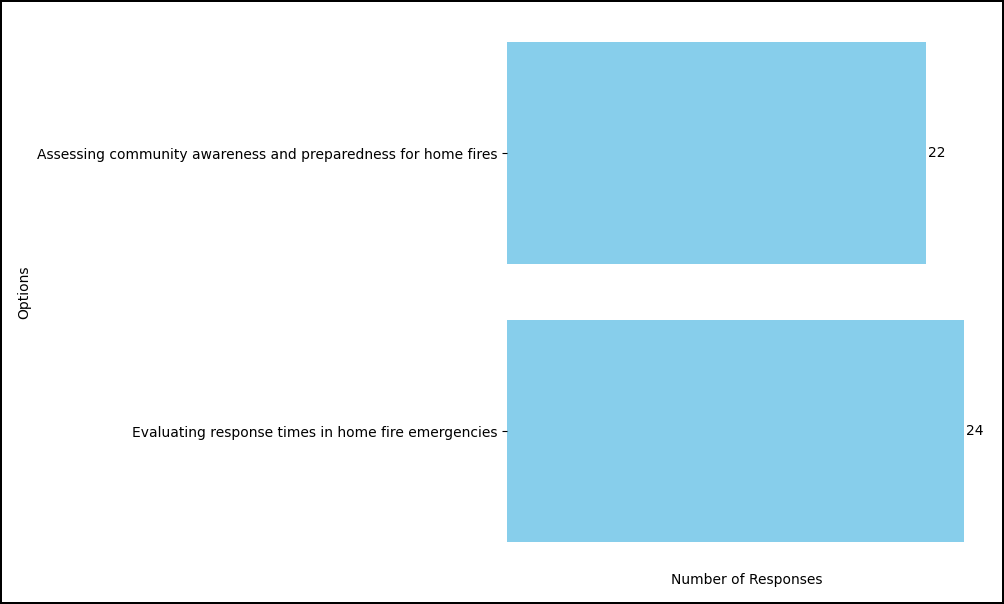 Assessing community awareness and preparedness for home fires
22
Options
Evaluating response times in home fire emergencies
24
Number of Responses